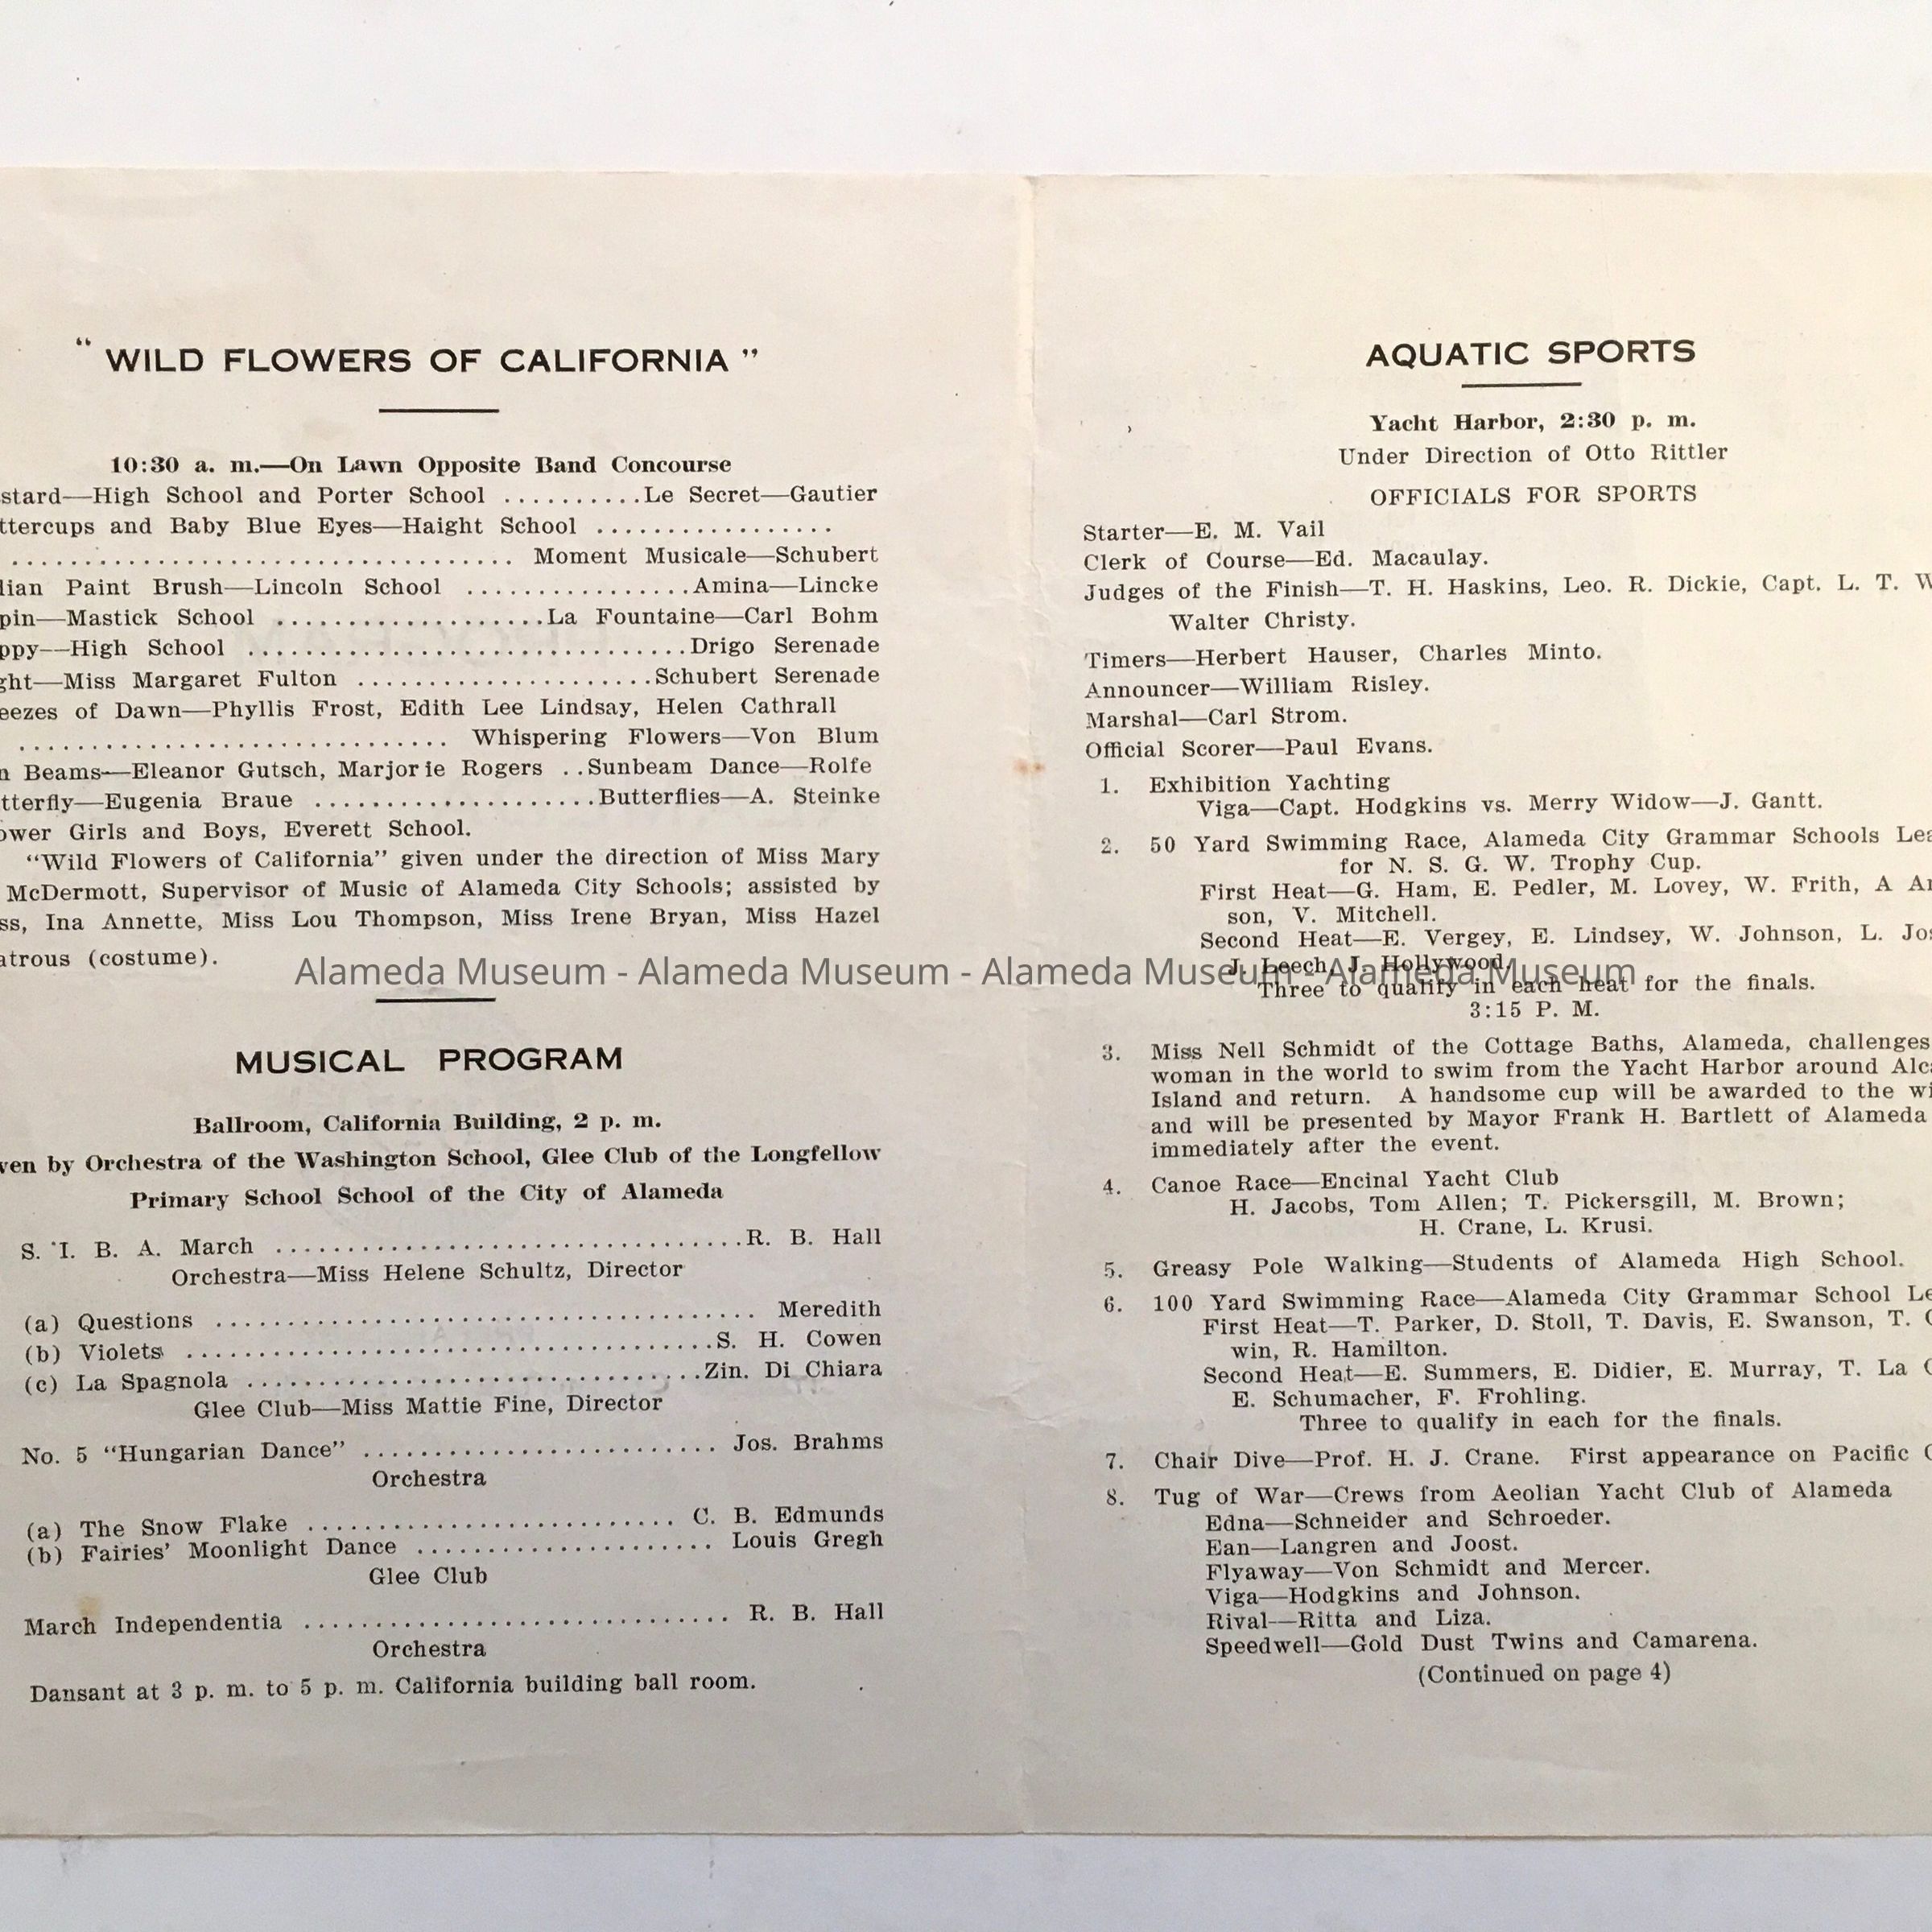 “ WILD FLOWERS OF CALIFORNIA ”
10:30 a. m.—On Lawn Opposite Band Concourse
stard—High School and Porter School ..........Le Secret—Gautier
ttercups and Baby Blue Eyes—Haight School .................
................................... Moment Musicale—Schubert
lian Paint Brush—Lincoln School ................Amina—Lincke
pin—Mastick School ...................La Fountaine—Carl Bohm
ppy—High School ...............................Drigo Serenade
ght—Miss Margaret Fulton .....................Schubert Serenade
eezes of Dawn—Phyllis Frost, Edith Lee Lindsay, Helen Cathrall
.............................. Whispering Flowers—Von Blum
n Beams—Eleanor Gutsch, Marjorie Rogers ..Sunbeam Dance—Rolfe
tterfly—Eugenia Braue ....................Butterflies—A. Steinke
ower Girls and Boys, Everett School.
“Wild Flowers of California” given under the direction of Miss Mary
McDermott, Supervisor of Music of Alameda City Schools; assisted by
ss, Ina Annette, Miss Lou Thompson, Miss Irene Bryan, Miss Hazel
atrous (costume).
MUSICAL PROGRAM
Ballroom, California Building, 2 p. m.
ven by Orchestra of the Washington School, Glee Club of the Longfellow
Primary School School of the City of Alameda
S. I. B. A. March .................................R. B. Hall
Orchestra—Miss Helene Schultz, Director
(a) Questions ...................................... Meredith
(b) Violets .....................................S. H. Cowen
(c) La Spagnola ................................Zin. Di Chiara
Glee Club—Miss Mattie Fine, Director
No. 5 “Hungarian Dance” ......................... Jos. Brahms
Orchestra
(a) The Snow Flake .......................... C. B. Edmunds
(b) Fairies’ Moonlight Dance ..................... Louis Gregh
Glee Club
March Independentia .............................. R. B. Hall
Orchestra
Dansant at 3 p. m. to 5 p. m. California building ball room.
AQUATIC SPORTS
Yacht Harbor, 2:30 p. m.
Under Direction of Otto Rittler
OFFICIALS FOR SPORTS
Starter—E. M. Vail
Clerk of Course—Ed. Macaulay.
Judges of the Finish—T. H. Haskins, Leo. R. Dickie, Capt. L. T. W
Walter Christy.
Timers—Herbert Hauser, Charles Minto.
Announcer—William Risley.
Marshal—Carl Strom.
Official Scorer—Paul Evans.
1. Exhibition Yachting
Viga—Capt. Hodgkins vs. Merry Widow—J. Gantt.
2. 50 Yard Swimming Race, Alameda City Grammar Schools Lea
for N. S. G. W. Trophy Cup.
First Heat—G. Ham, E. Pedler, M. Lovey, W. Frith, A An
son, V. Mitchell.
Second Heat—E. Vergey, E. Lindsey, W. Johnson, L. Jos
J. Leech, J. Hollywood.
Three to qualify in each heat for the finals.
3:15 P. M.
3. Miss Nell Schmidt of the Cottage Baths, Alameda, challenges
woman in the world to swim from the Yacht Harbor around Alca
Island and return. A handsome cup will be awarded to the wi
and will be presented by Mayor Frank H. Bartlett of Alameda
immediately after the event.
4. Canoe Race—Encinal Yacht Club
H. Jacobs, Tom Allen; T. Pickersgill, M. Brown;
H. Crane, L. Krusi.
5. Greasy Pole Walking—Students of Alameda High School.
6. 100 Yard Swimming Race—Alameda City Grammar School Le
First Heat—T. Parker, D. Stoll, T. Davis, E. Swanson, T. G
win, R. Hamilton.
Second Heat—E. Summers, E. Didier, E. Murray, T. La
E. Schumacher, F. Frohling.
Three to qualify in each for the finals.
7. Chair Dive—Prof. H. J. Crane. First appearance on Pacific C
8. Tug of War—Crews from Aeolian Yacht Club of Alameda
Edna—Schneider and Schroeder.
Ean—Langren and Joost.
Flyaway—Von Schmidt and Mercer.
Viga—Hodgkins and Johnson.
Rival—Ritta and Liza.
Speedwell—Gold Dust Twins and Camarena.
(Continued on page 4)
Alameda Museum - Alameda Museum - Alameda Museum - Alameda Museum